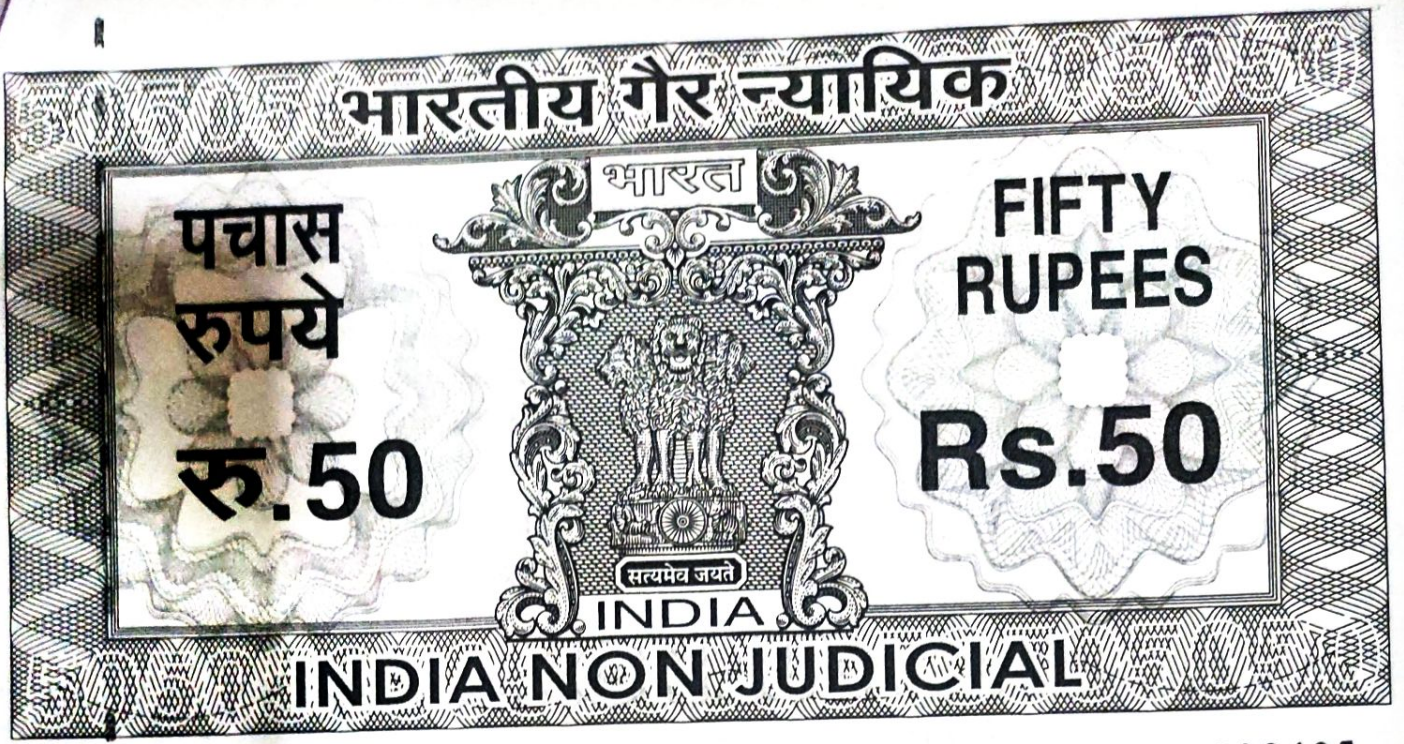 भारतीय गैर न्यायिक
भारत
पचास
रुपये
रु.50
FIFTY
RUPEES
Rs.50
सत्यमेव जयते
INDIA
INDIA NON JUDICIAL